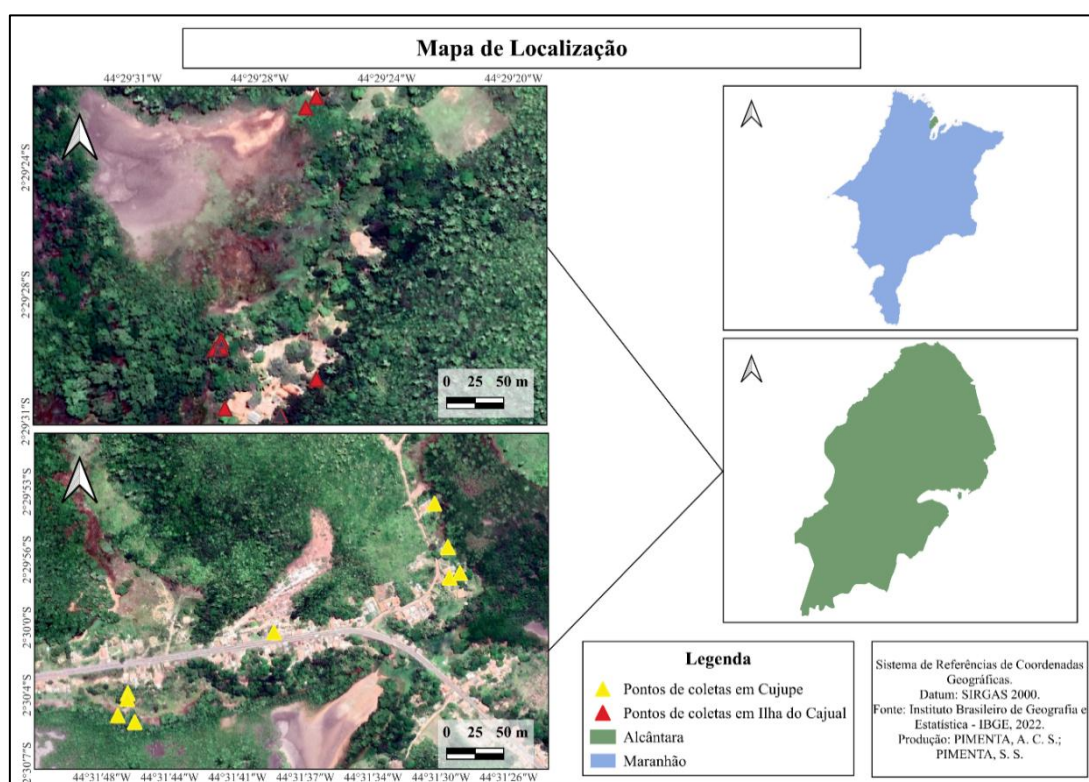 Mapa de Localização
44°29'31"W 44°29'28"W 44°29'24"W 44°29'20"W
2°29'24"S
2°29'28"S
2°29'31"S
0 25 50 m
2°29'53"S
2°29'56"S
2°30'0"S
2°30'4"S
2°30'7"S
0 25 50 m
44°31'48"W 44°31'44"W 44°31'41"W 44°31'37"W 44°31'34"W 44°31'30"W 44°31'26"W
Legenda
Pontos de coletas em Cujupe
Pontos de coletas em Ilha do Cajual
Alcântara
Maranhão
Sistema de Referências de Coordenadas
Geográficas.
Datum: SIRGAS 2000.
Fonte: Instituto Brasileiro de Geografia e
Estatística - IBGE, 2022.
Produção: PIMENTA, A. C. S.;
PIMENTA, S. S.